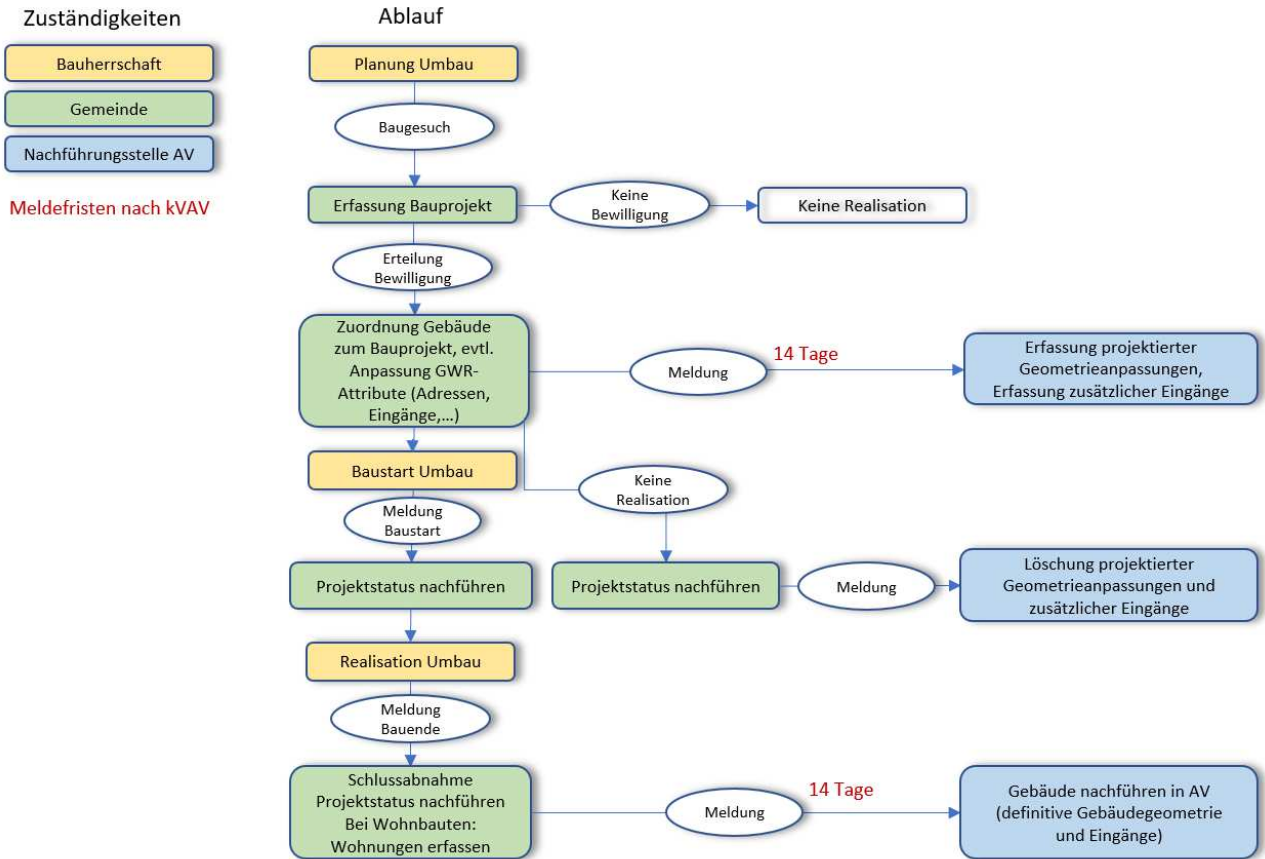 Zuständigkeiten
Ablauf
Bauherrschaft
Gemeinde
Nachführungsstelle AV
Meldefristen nach kVAV
Planung Umbau
Baugesuch
Erfassung Bauprojekt
Keine
Bewilligung
Keine Realisation
Erteilung
Bewilligung
Zuordnung Gebäude
zum Bauprojekt, evtl.
Anpassung GWR-
Attribute (Adressen,
Eingänge,...)
Meldung
14 Tage
Erfassung projektierter
Geometrieanpassungen,
Erfassung zusätzlicher Eingänge
Baustart Umbau
Keine
Realisation
Meldung
Baustart
Projektstatus nachführen
Projektstatus nachführen
Meldung
Löschung projektierter
Geometrieanpassungen und
zusätzlicher Eingänge
Realisation Umbau
Meldung
Bauende
Schlussabnahme
Projektstatus nachführen
Bei Wohnbauten:
Wohnungen erfassen
Meldung
14 Tage
Gebäude nachführen in AV
(definitive Gebäudegeometrie
und Eingänge)